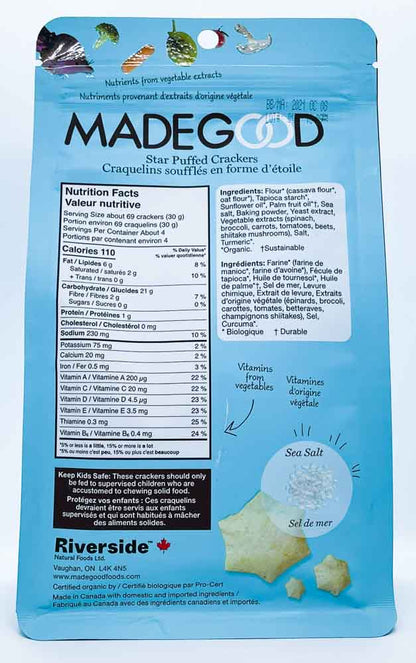 Nutrients from vegetable extracts
Nutriments provenant d'extraits d'origine végétale
BB/MA: 2024 OC 08
MADEGOOD
Star Puffed Crackers
Craquelins soufflés en forme d'étoile
Nutrition Facts
Valeur nutritive
Serving Size about 69 crackers (30 g)
Portion environ 69 craquelins (30 g)
Servings Per Container About 4
Portions par contenant environ 4
Calories 110
% Daily Value*
% valeur quotidienne*
Fat / Lipides 6 g 8 %
Saturated / saturés 2 g
+ Trans / trans 0 g 10 %
Carbohydrate / Glucides 21 g
Fibre / Fibres 2 g 7 %
Sugars / Sucres 0 g 0 %
Protein / Protéines 1 g
Cholesterol / Cholestérol 0 mg
Sodium 230 mg 10 %
Potassium 75 mg 2 %
Calcium 20 mg 2 %
Iron / Fer 0.5 mg 3 %
Vitamin A / Vitamine A 200 µg 22 %
Vitamin C / Vitamine C 20 mg 22 %
Vitamin D / Vitamine D 4.5 µg 23 %
Vitamin E / Vitamine E 3.5 mg 23 %
Thiamine 0.3 mg 25 %
Vitamin B₆ / Vitamine B₆ 0.4 mg 24 %
*5% or less is a little, 15% or more is a lot
*5% ou moins c'est peu, 15% ou plus c'est beaucoup
Ingredients: Flour* (cassava flour*,
oat flour*), Tapioca starch*,
Sunflower oil*, Palm fruit oil*†, Sea
salt, Baking powder, Yeast extract,
Vegetable extracts (spinach,
broccoli, carrots, tomatoes, beets,
shiitake mushrooms), Salt,
Turmeric*.
*Organic. †Sustainable
Ingrédients: Farine* (farine de
manioc*, farine d'avoine*), Fécule de
tapioca*, Huile de tournesol*, Huile
de palme*†, Sel de mer, Levure
chimique, Extrait de levure, Extraits
d'origine végétale (épinards, brocoli,
carottes, tomates, betteraves,
champignons shiitakes), Sel,
Curcuma*.
* Biologique † Durable
Vitamins
from
vegetables
Vitamines
d'origine
végétale
Sea Salt
Sel de mer
Keep Kids Safe: These crackers should only
be fed to supervised children who are
accustomed to chewing solid food.
Protégez vos enfants : Ces craquelins
devraient être servis aux enfants
supervisés et qui sont habitués à mâcher
des aliments solides.
Riverside™
Natural Foods Ltd.
Vaughan, ON L4K 4N5
www.madegoodfoods.com
Certified organic by / Certifié biologique par Pro-Cert
Made in Canada with domestic and imported ingredients /
Fabriqué au Canada avec des ingrédients canadiens et importés.